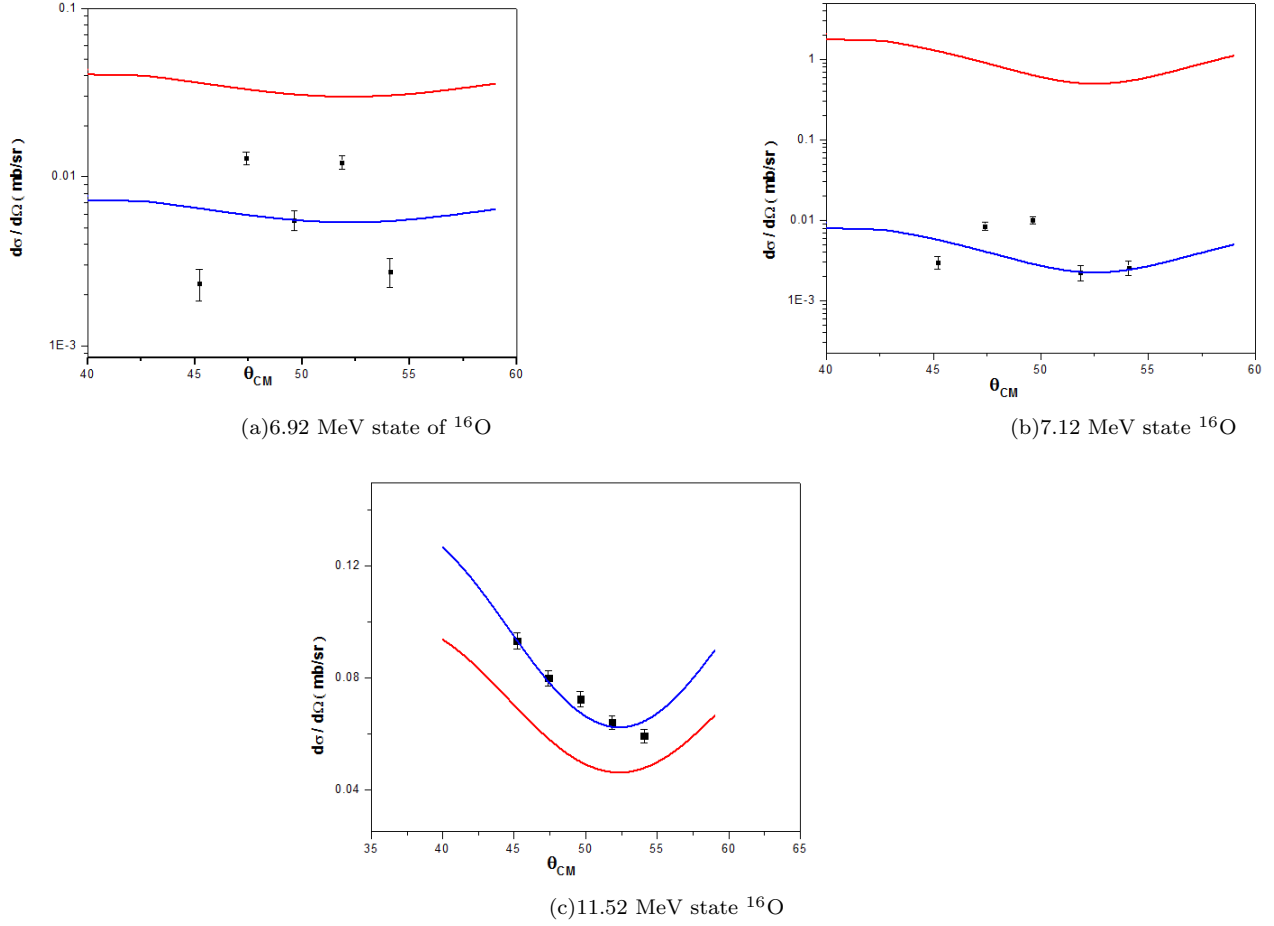 0.1
0.01
1E-3
dσ / dΩ ( mb/sr)
40 45 50 55 60
θCM
(a)6.92 MeV state of ¹⁶O
1
0.1
0.01
1E-3
dσ / dΩ ( mb/sr)
40 45 50 55 60
θCM
(b)7.12 MeV state ¹⁶O
0.12
0.08
0.04
dσ / dΩ ( mb/sr)
35 40 45 50 55 60 65
θCM
(c)11.52 MeV state ¹⁶O